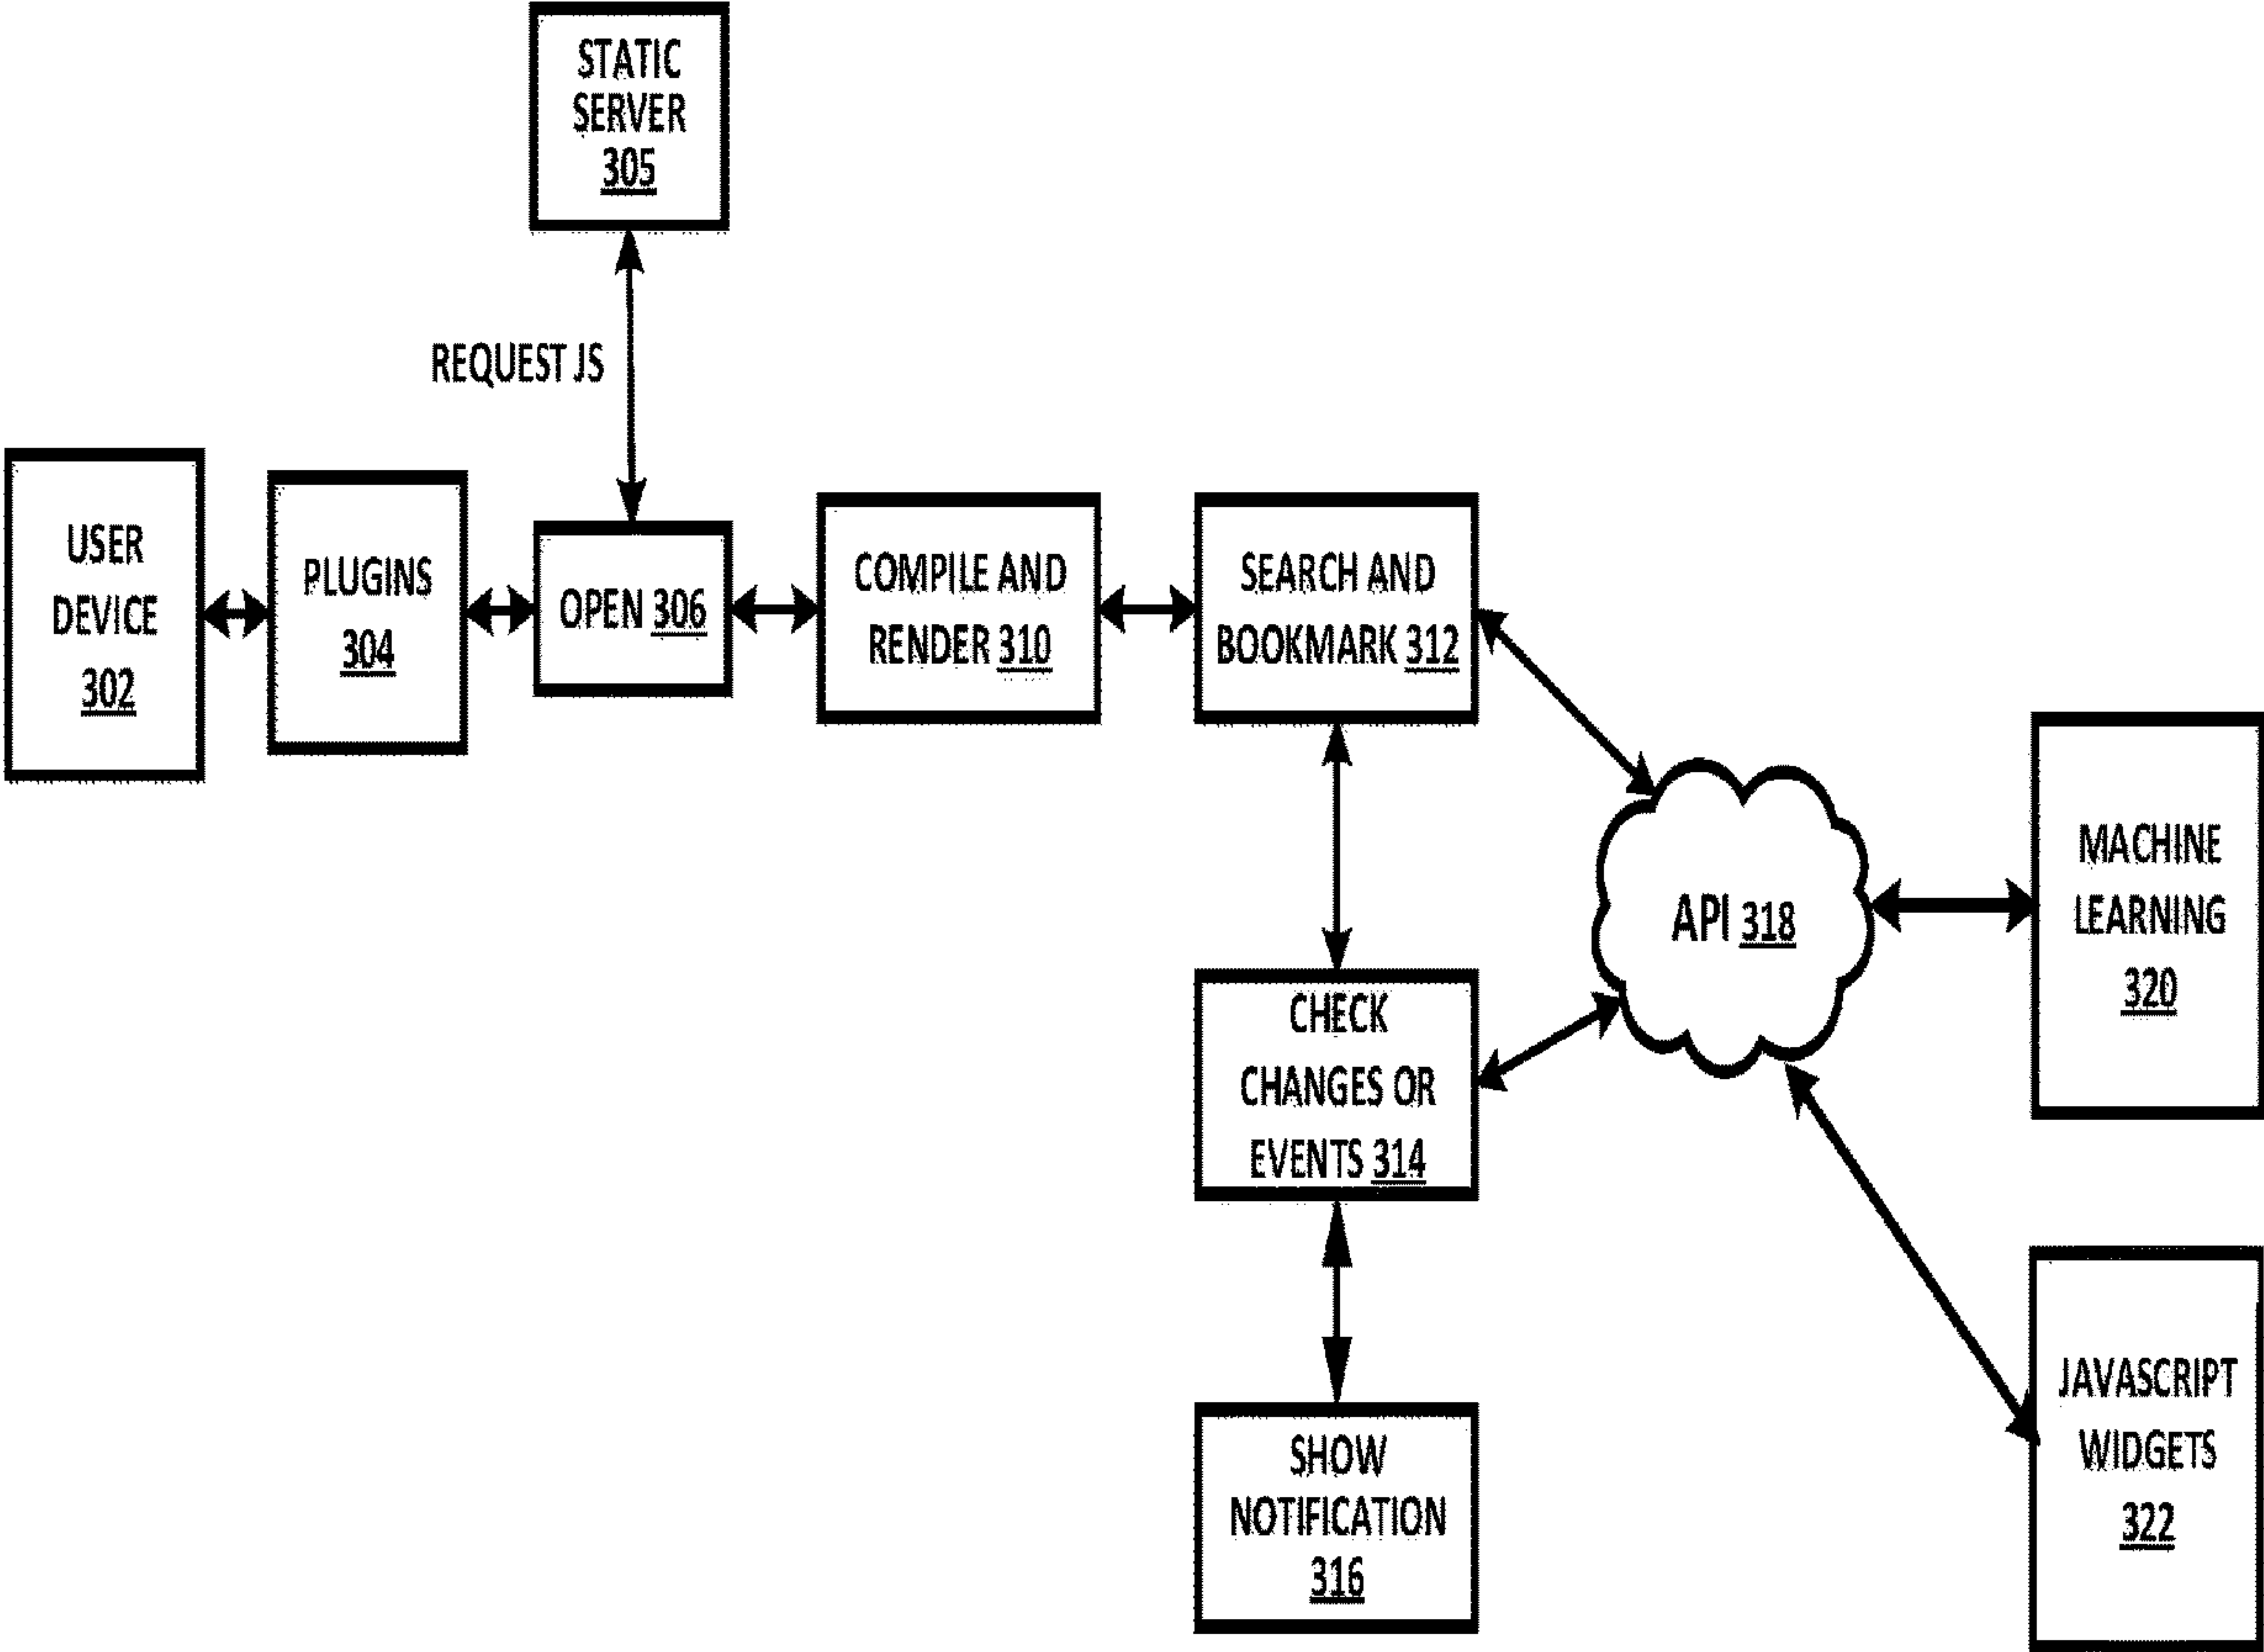 STATIC
SERVER
305
REQUEST JS
USER
DEVICE
302
PLUGINS
304
OPEN 306
COMPILE AND
RENDER 310
SEARCH AND
BOOKMARK 312
CHECK
CHANGES OR
EVENTS 314
SHOW
NOTIFICATION
316
API 318
MACHINE
LEARNING
320
JAVASCRIPT
WIDGETS
322